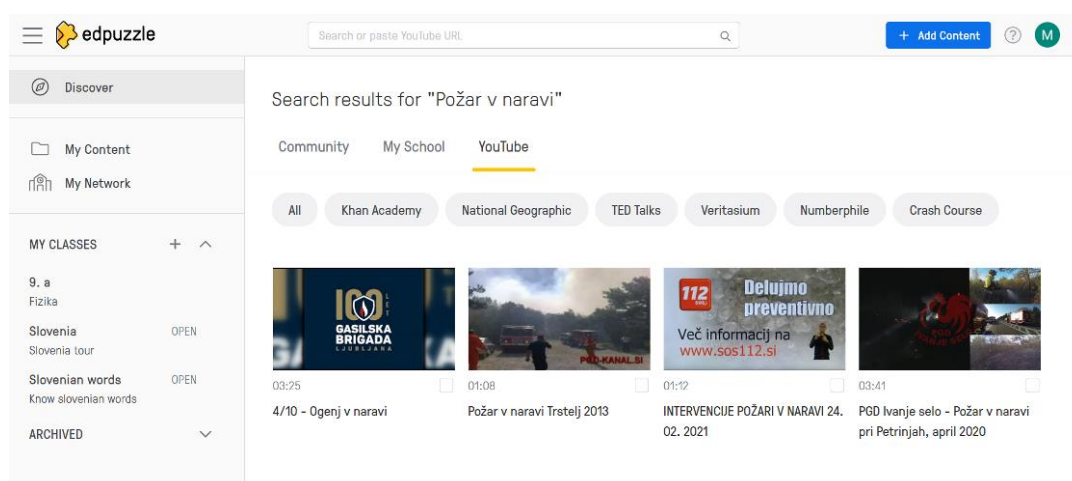 edpuzzle
Search or paste YouTube URL
+ Add Content
?
M
Discover
My Content
My Network
MY CLASSES
9. a
Fizika
Slovenia OPEN
Slovenia tour
Slovenian words OPEN
Know slovenian words
ARCHIVED
Search results for "Požar v naravi"
Community My School YouTube
All Khan Academy National Geographic TED Talks Veritasium Numberphile Crash Course
100 LET
GASILSKA
BRIGADA
LJUBLJANA
03:25
4/10 - Ogenj v naravi
PGD-KANAL.SI
01:08
Požar v naravi Trstelj 2013
112
Delujmo
preventivno
Več informacij na
www.sos112.si
01:12
INTERVENCIJE POŽARI V NARAVI 24.
02. 2021
PGD
IVANJE SELO
03:41
PGD Ivanje selo - Požar v naravi
pri Petrinjah, april 2020